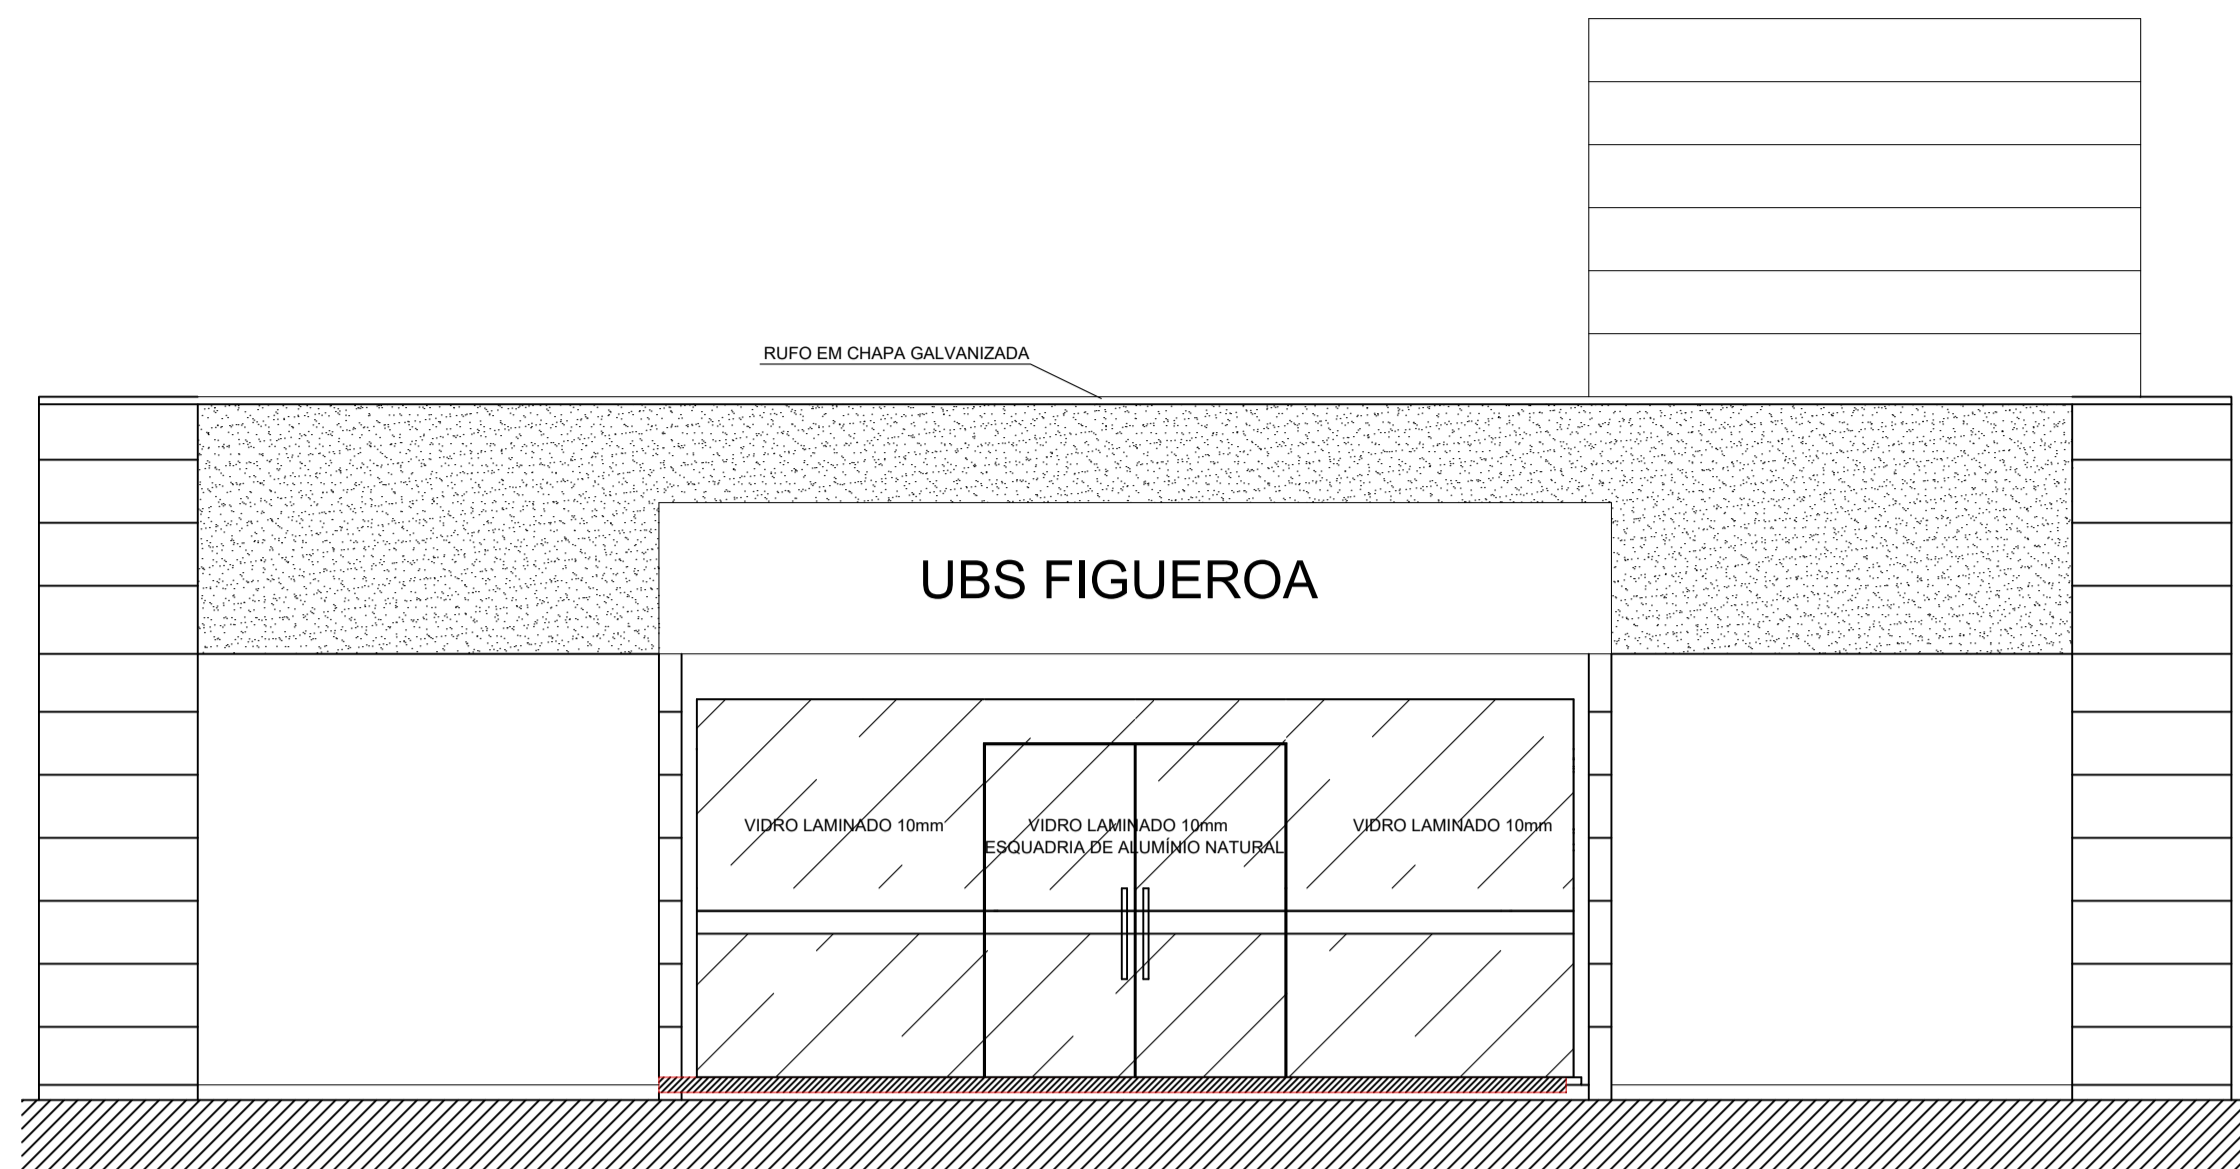 RUFO EM CHAPA GALVANIZADA
UBS FIGUEROA
VIDRO LAMINADO 10mm
VIDRO LAMINADO 10mm
ESQUADRIA DE ALUMÍNIO NATURAL
VIDRO LAMINADO 10mm